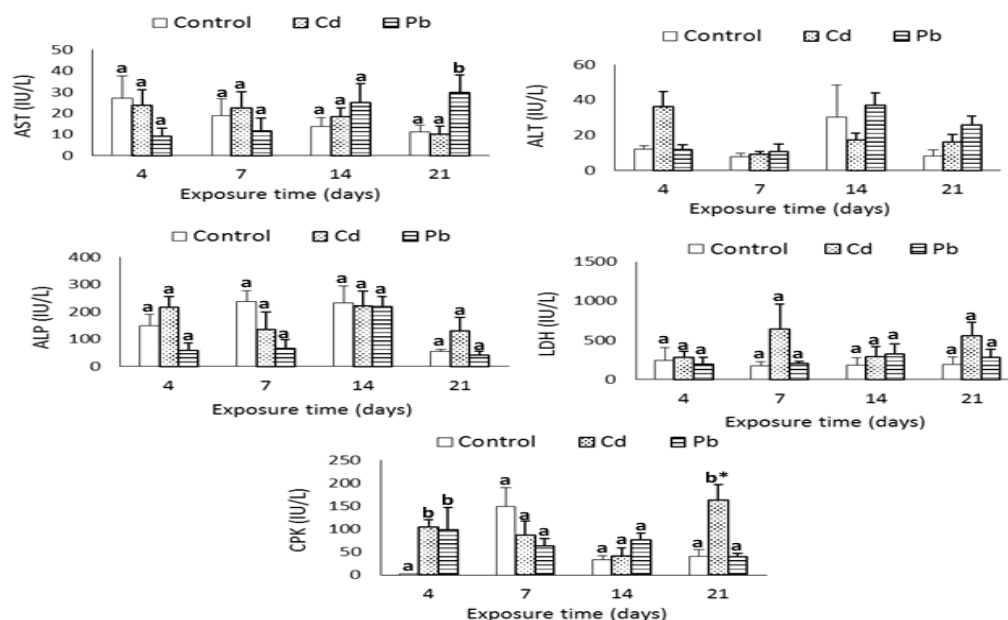 Control Cd Pb
AST (IU/L)
50
40
30
20
10
0
a a a
a a a
a a a
a a b
4 7 14 21
Exposure time (days)
Control Cd Pb
ALT (IU/L)
60
40
20
0
4 7 14 21
Exposure time (days)
Control Cd Pb
ALP (IU/L)
400
300
200
100
0
a a a
a a a
a a a
a a a
4 7 14 21
Exposure time (days)
Control Cd Pb
LDH (IU/L)
1500
1000
500
0
a a a
a a a
a a a
a a a
4 7 14 21
Exposure time (days)
Control Cd Pb
CPK (IU/L)
250
200
150
100
50
0
a b b
a a a
a a a
a b* a
4 7 14 21
Exposure time (days)